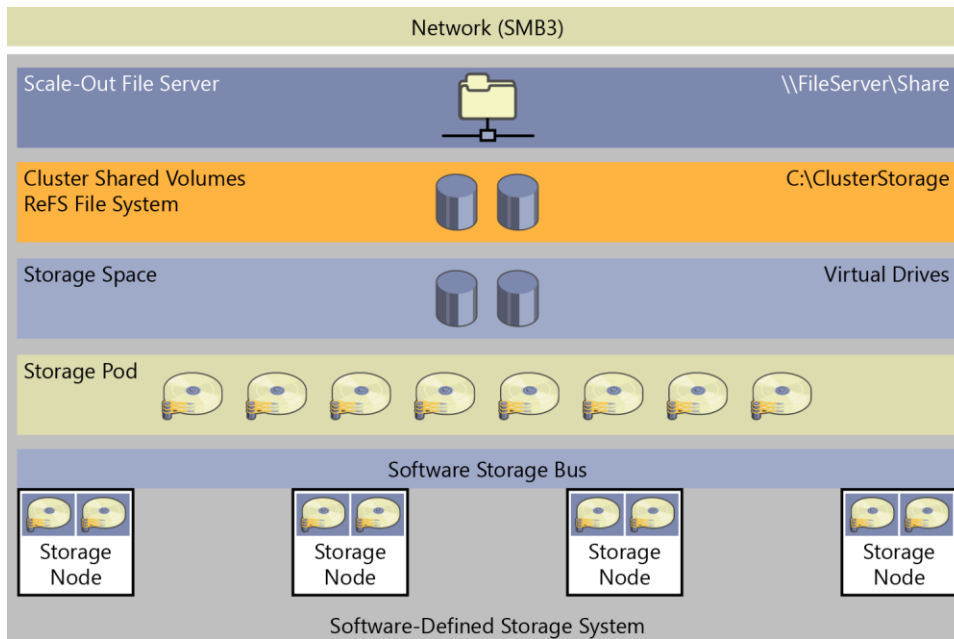 Network (SMB3)
Scale-Out File Server
\\FileServer\Share
Cluster Shared Volumes
ReFS File System
C:\ClusterStorage
Storage Space
Virtual Drives
Storage Pod
Software Storage Bus
Storage
Node
Storage
Node
Storage
Node
Storage
Node
Software-Defined Storage System